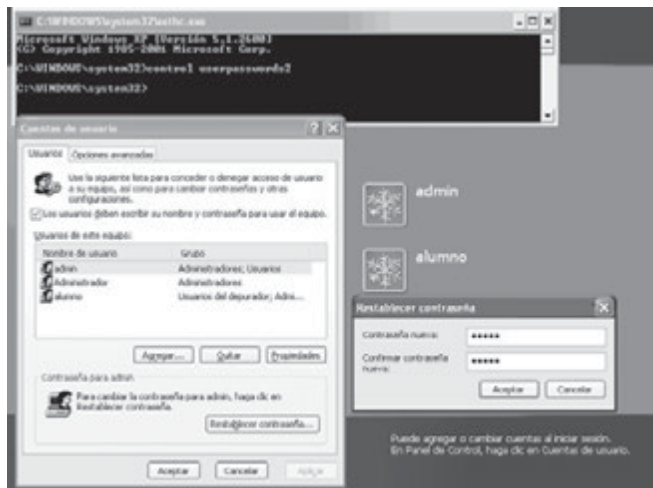 C:\WINDOWS\system32\sethc.exe
Microsoft Windows XP [Versión 5.1.2600]
(C) Copyright 1985-2001 Microsoft Corp.
C:\WINDOWS\system32>control userpasswords2
C:\WINDOWS\system32>
Cuentas de usuario
Usuarios Opciones avanzadas
Use la siguiente lista para conceder o denegar acceso de usuario
a su equipo, así como para cambiar contraseñas y otras
configuraciones.
Los usuarios deben escribir su nombre y contraseña para usar el equipo.
Usuarios de este equipo:
Nombre de usuario Grupo
admin Administradores; Usuarios
Administrador Administradores
alumno Usuarios del depurador; Admi...
Agregar... Quitar Propiedades
Contraseña para admin
Para cambiar la contraseña para admin, haga clic en
Restablecer contraseña.
Restablecer contraseña...
Aceptar Cancelar Aplicar
admin
alumno
Restablecer contraseña
Contraseña nueva: •••••
Confirmar contraseña
nueva: •••••
Aceptar Cancelar
Puede agregar o cambiar cuentas al iniciar sesión.
En Panel de Control, haga clic en Cuentas de usuario.